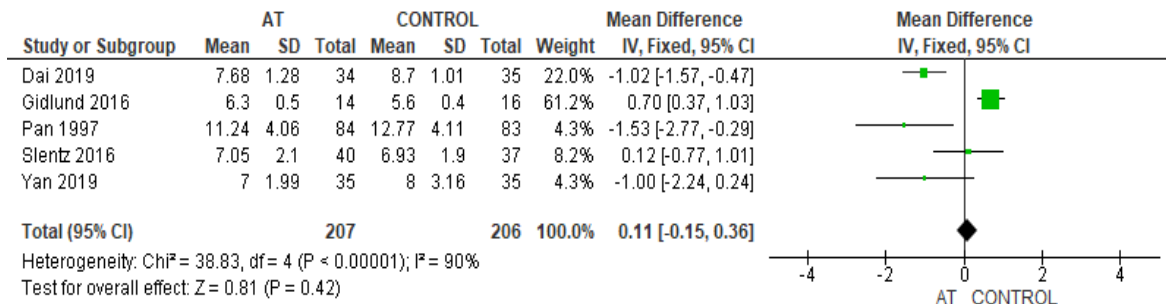 AT CONTROL Mean Difference Mean Difference
Study or Subgroup Mean SD Total Mean SD Total Weight IV, Fixed, 95% CI IV, Fixed, 95% CI
Dai 2019 7.68 1.28 34 8.7 1.01 35 22.0% -1.02 [-1.57, -0.47]
Gidlund 2016 6.3 0.5 14 5.6 0.4 16 61.2% 0.70 [0.37, 1.03]
Pan 1997 11.24 4.06 84 12.77 4.11 83 4.3% -1.53 [-2.77, -0.29]
Slentz 2016 7.05 2.1 40 6.93 1.9 37 8.2% 0.12 [-0.77, 1.01]
Yan 2019 7 1.99 35 8 3.16 35 4.3% -1.00 [-2.24, 0.24]
Total (95% CI) 207 206 100.0% 0.11 [-0.15, 0.36]
Heterogeneity: Chi² = 38.83, df = 4 (P < 0.00001); I² = 90%
Test for overall effect: Z = 0.81 (P = 0.42)
-4 -2 0 2 4
AT CONTROL